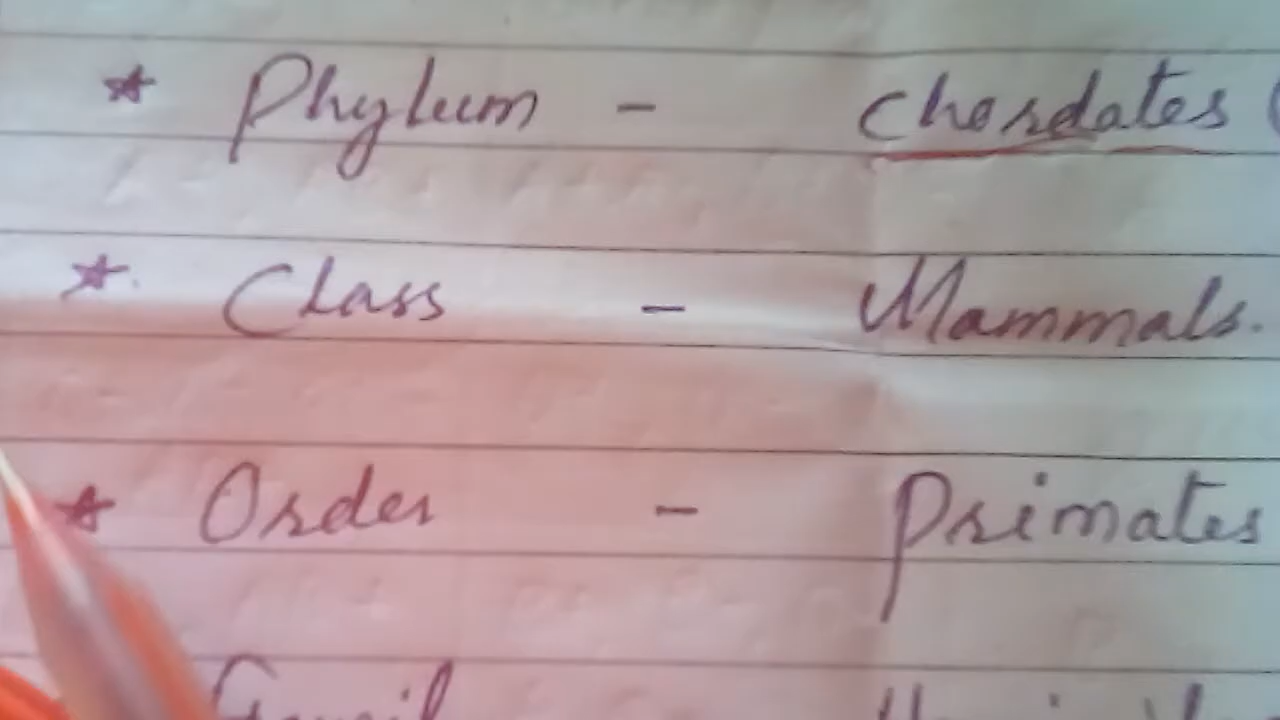 * Phylum - Chordates (
* Class - Mammals.
* Order - Primates